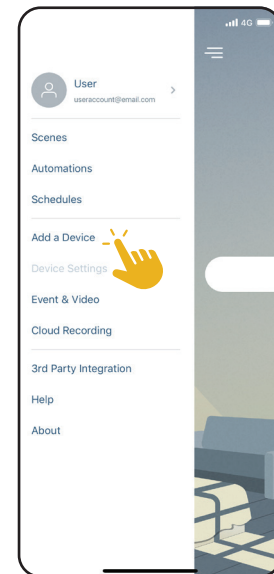 4G
User
useraccount@email.com
Scenes
Automations
Schedules
Add a Device
Device Settings
Event & Video
Cloud Recording
3rd Party Integration
Help
About